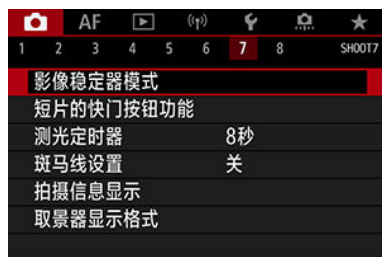 AF
1 2 3 4 5 6 7 8 SHOOT7
影像稳定器模式
短片的快门按钮功能
测光定时器 8秒
斑马线设置 关
拍摄信息显示
取景器显示格式